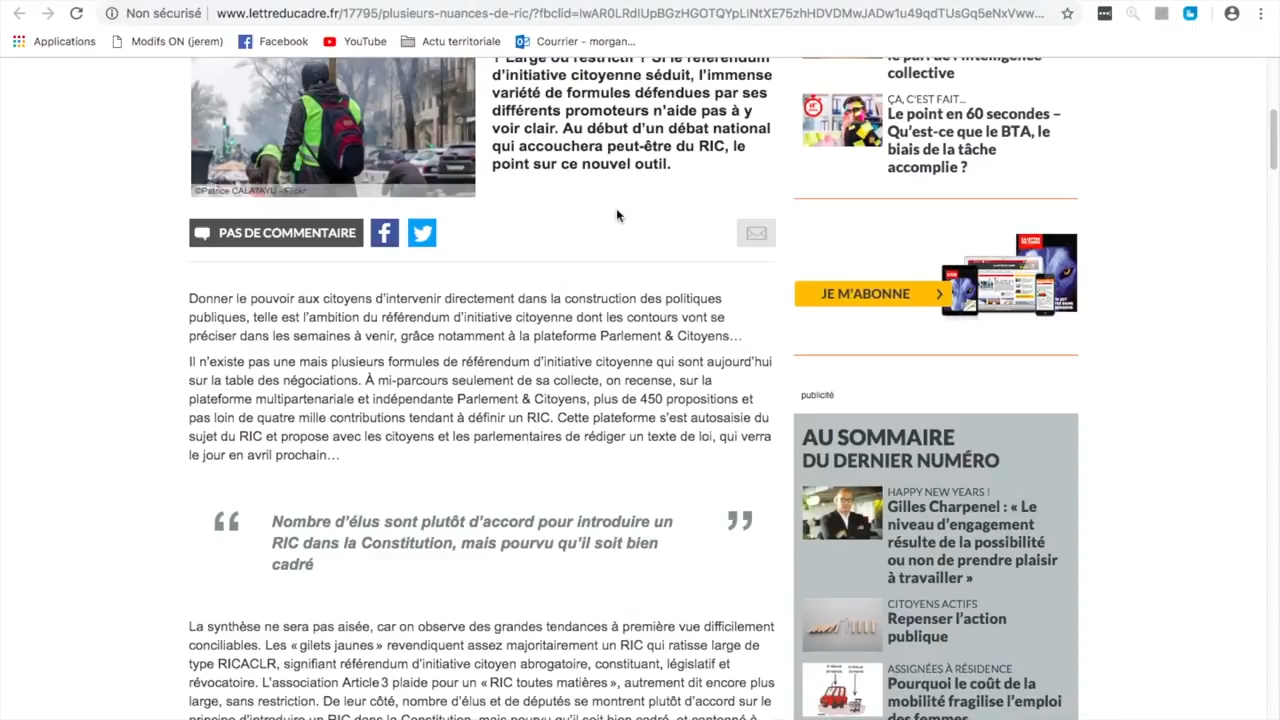 Non sécurisé
www.lettreducadre.fr/17795/plusieurs-nuances-de-ric/?fbclid=IwAR0LRdlUpBGzHGOTQYpLlNtXE75zhHDVDMwJADw1u49qdTUsGq5eNxVww…
Applications
Modifs ON (jerem)
Facebook
YouTube
Actu territoriale
Courrier - morgan...
? Large ou restrictif ? Si le référendum
d’initiative citoyenne séduit, l’immense
variété de formules défendues par ses
différents promoteurs n’aide pas à y
voir clair. Au début d’un débat national
qui accouchera peut-être du RIC, le
point sur ce nouvel outil.
©Patrice CALATAYU - Flickr
PAS DE COMMENTAIRE
Donner le pouvoir aux citoyens d’intervenir directement dans la construction des politiques
publiques, telle est l’ambition du référendum d’initiative citoyenne dont les contours vont se
préciser dans les semaines à venir, grâce notamment à la plateforme Parlement & Citoyens…
Il n’existe pas une mais plusieurs formules de référendum d’initiative citoyenne qui sont aujourd’hui
sur la table des négociations. À mi-parcours seulement de sa collecte, on recense, sur la
plateforme multipartenariale et indépendante Parlement & Citoyens, plus de 450 propositions et
pas loin de quatre mille contributions tendant à définir un RIC. Cette plateforme s’est autosaisie du
sujet du RIC et propose avec les citoyens et les parlementaires de rédiger un texte de loi, qui verra
le jour en avril prochain…
“ Nombre d’élus sont plutôt d’accord pour introduire un ”
RIC dans la Constitution, mais pourvu qu’il soit bien
cadré
La synthèse ne sera pas aisée, car on observe des grandes tendances à première vue difficilement
conciliables. Les « gilets jaunes » revendiquent assez majoritairement un RIC qui ratisse large de
type RICACLR, signifiant référendum d’initiative citoyen abrogatoire, constituant, législatif et
révocatoire. L’association Article 3 plaide pour un « RIC toutes matières », autrement dit encore plus
large, sans restriction. De leur côté, nombre d’élus et de députés se montrent plutôt d’accord sur le
principe d’introduire un RIC dans la Constitution, mais pourvu qu’il soit bien cadré, et cantonné à
le pari de l’intelligence
collective
ÇA, C'EST FAIT...
Le point en 60 secondes –
Qu’est-ce que le BTA, le
biais de la tâche
accomplie ?
JE M’ABONNE
publicité
AU SOMMAIRE
DU DERNIER NUMÉRO
HAPPY NEW YEARS !
Gilles Charpenel : « Le
niveau d’engagement
résulte de la possibilité
ou non de prendre plaisir
à travailler »
CITOYENS ACTIFS
Repenser l’action
publique
ASSIGNÉES À RÉSIDENCE
Pourquoi le coût de la
mobilité fragilise l’emploi
des femmes